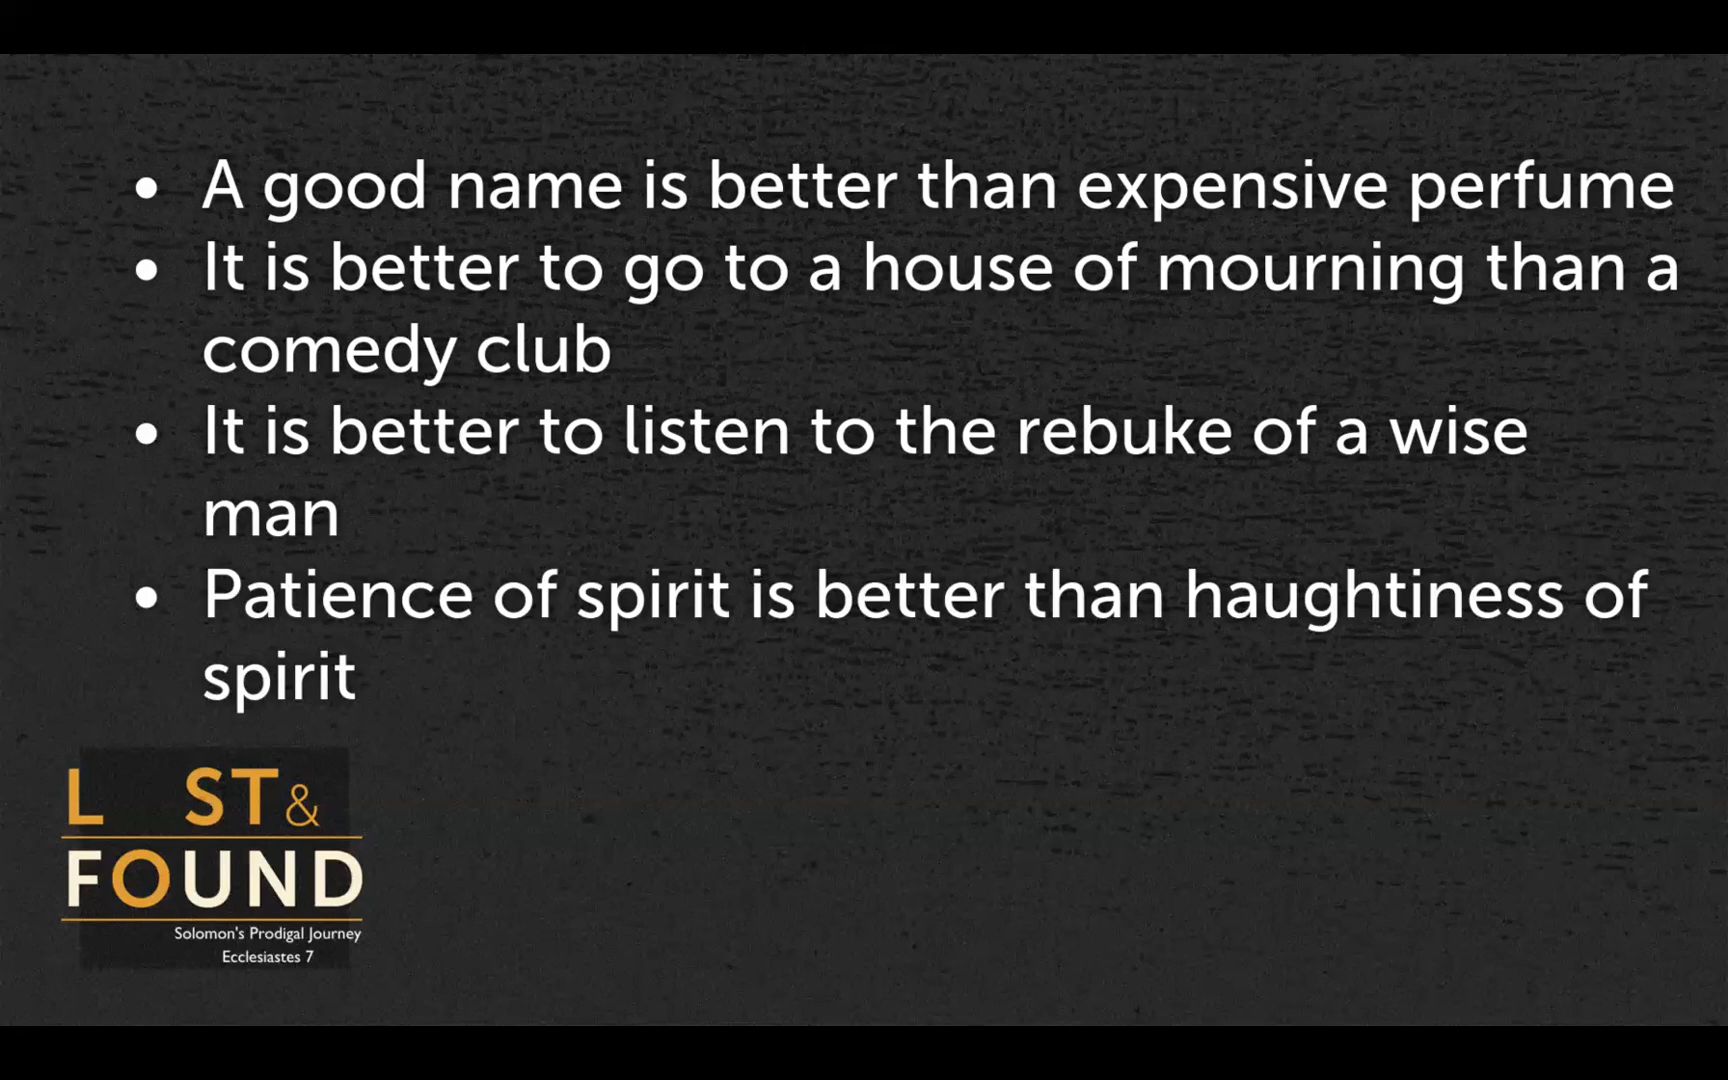 • A good name is better than expensive perfume
• It is better to go to a house of mourning than a
comedy club
• It is better to listen to the rebuke of a wise
man
• Patience of spirit is better than haughtiness of
spirit
L ST&
FOUND
Solomon's Prodigal Journey
Ecclesiastes 7